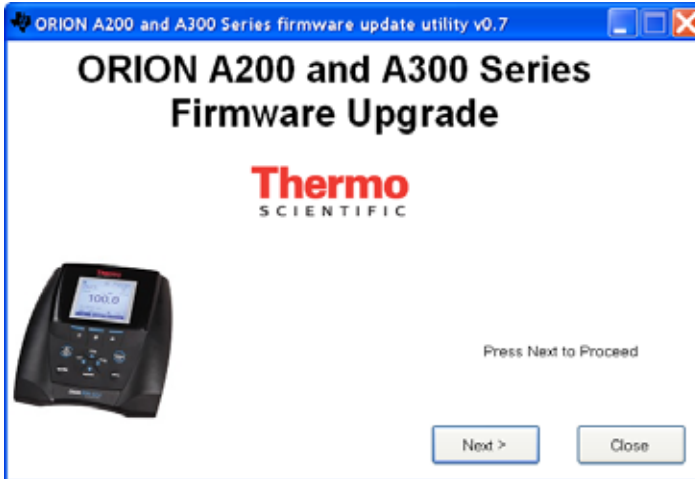 ORION A200 and A300 Series firmware update utility v0.7
ORION A200 and A300 Series
Firmware Upgrade
Thermo
SCIENTIFIC
100.0
Press Next to Proceed
Next >
Close